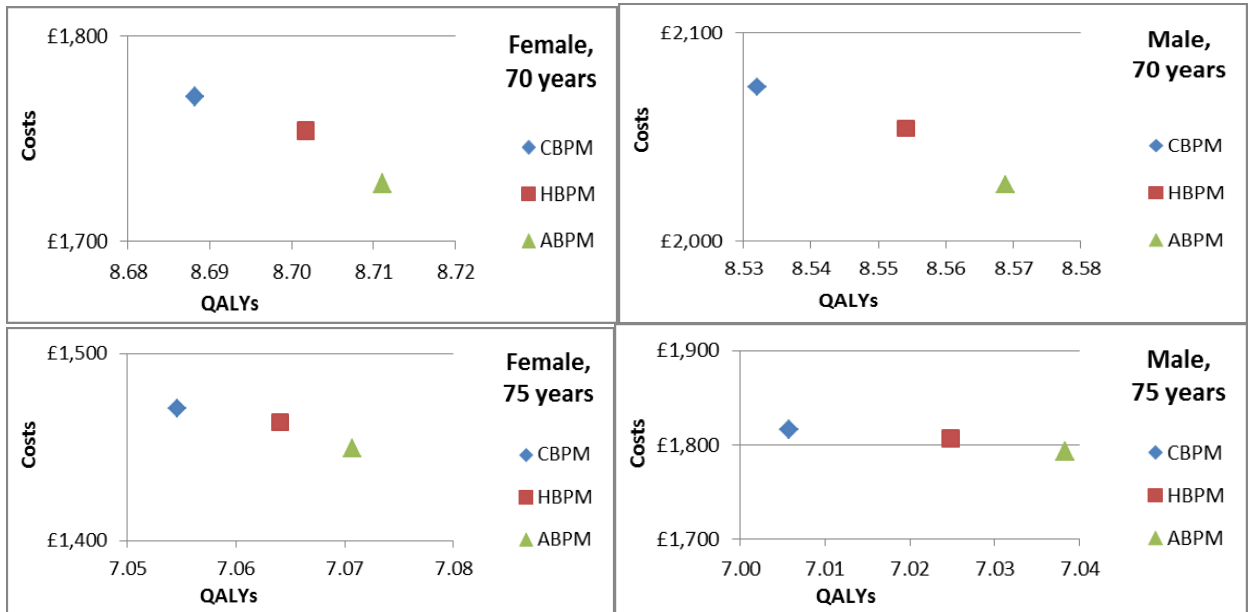 £1,800
Female,
70 years
Costs
CBPM
HBPM
ABPM
£1,700
8.68 8.69 8.70 8.71 8.72
QALYs
£2,100
Male,
70 years
Costs
CBPM
HBPM
ABPM
£2,000
8.53 8.54 8.55 8.56 8.57 8.58
QALYs
£1,500
Female,
75 years
Costs
CBPM
HBPM
ABPM
£1,400
7.05 7.06 7.07 7.08
QALYs
£1,900
Male,
75 years
Costs
£1,800
CBPM
HBPM
ABPM
£1,700
7.00 7.01 7.02 7.03 7.04
QALYs